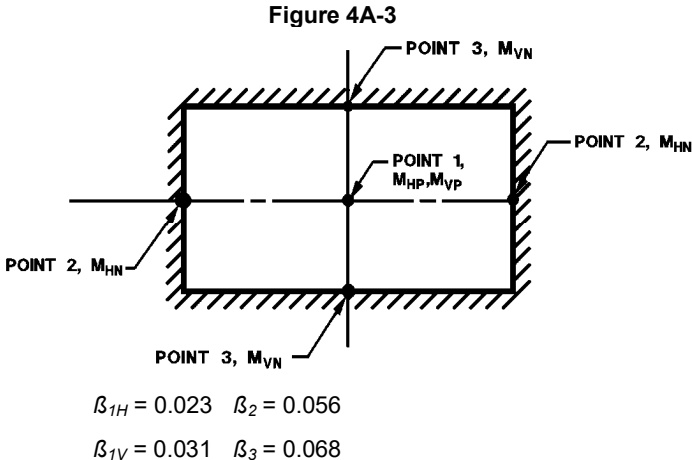 Figure 4A-3
POINT 3, MVN
POINT 2, MHN
POINT 1,
MHP,MVP
POINT 2, MHN
POINT 3, MVN
ß1H = 0.023 ß2 = 0.056
ß1V = 0.031 ß3 = 0.068